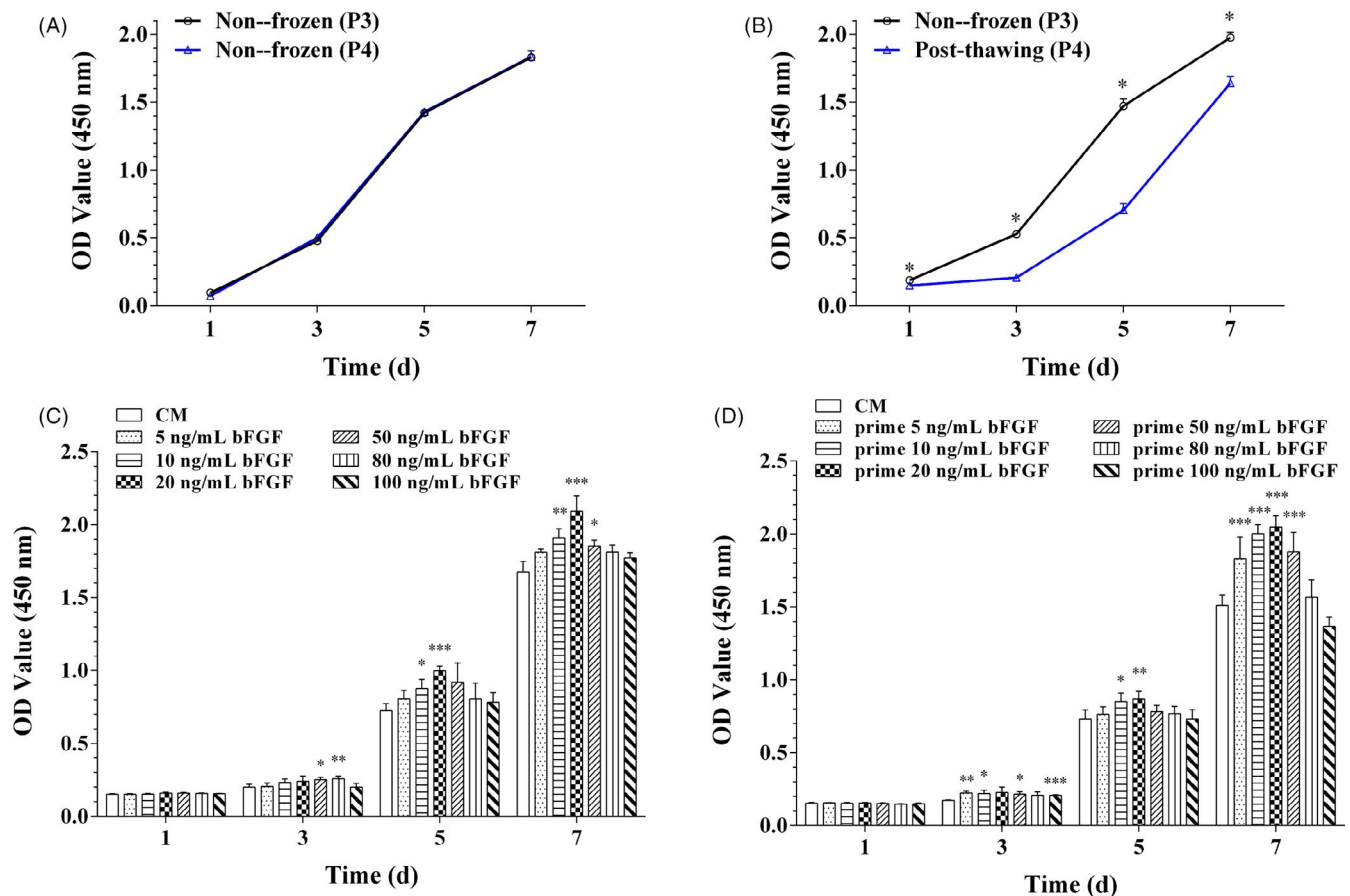 (A)
Non--frozen (P3)
Non--frozen (P4)
OD Value (450 nm)
2.0
1.5
1.0
0.5
0.0
1 3 5 7
Time (d)
(B)
Non--frozen (P3)
Post-thawing (P4)
OD Value (450 nm)
2.0
1.5
1.0
0.5
0.0
* * * *
1 3 5 7
Time (d)
(C)
CM
5 ng/mL bFGF
10 ng/mL bFGF
20 ng/mL bFGF
50 ng/mL bFGF
80 ng/mL bFGF
100 ng/mL bFGF
OD Value (450 nm)
2.5
2.0
1.5
1.0
0.5
0.0
* **
* ***
** *** *
1 3 5 7
Time (d)
(D)
CM
prime 5 ng/mL bFGF
prime 10 ng/mL bFGF
prime 20 ng/mL bFGF
prime 50 ng/mL bFGF
prime 80 ng/mL bFGF
prime 100 ng/mL bFGF
OD Value (450 nm)
2.5
2.0
1.5
1.0
0.5
0.0
** * * ***
* **
*** *** *** ***
1 3 5 7
Time (d)